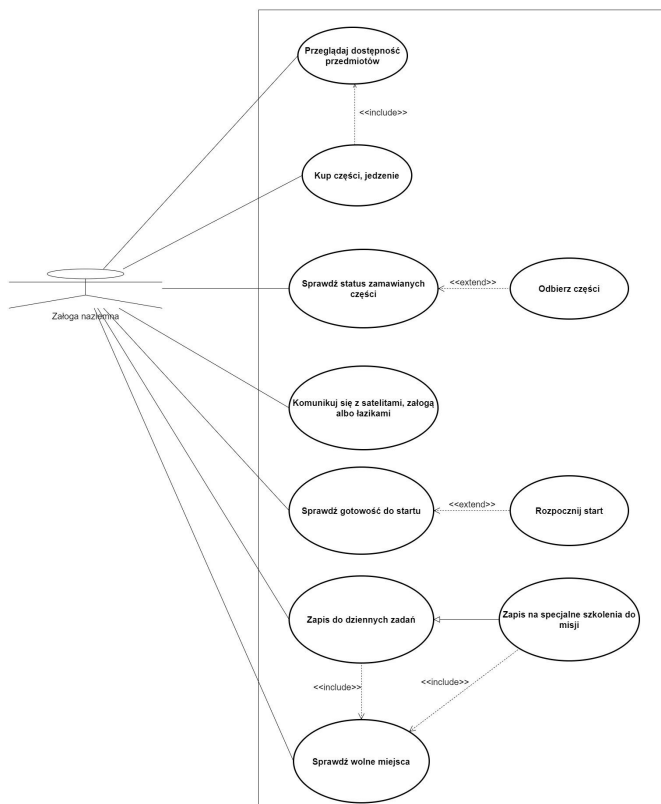 Przeglądaj dostępność
przedmiotów
<<include>>
Kup części, jedzenie
Załoga naziemna
Sprawdź status zamawianych
części
<<extend>>
Odbierz części
Komunikuj się z satelitami, załogą
albo łazikami
Sprawdź gotowość do startu
<<extend>>
Rozpocznij start
Zapis do dziennych zadań
Zapis na specjalne szkolenia do
misji
<<include>>
<<include>>
Sprawdź wolne miejsca